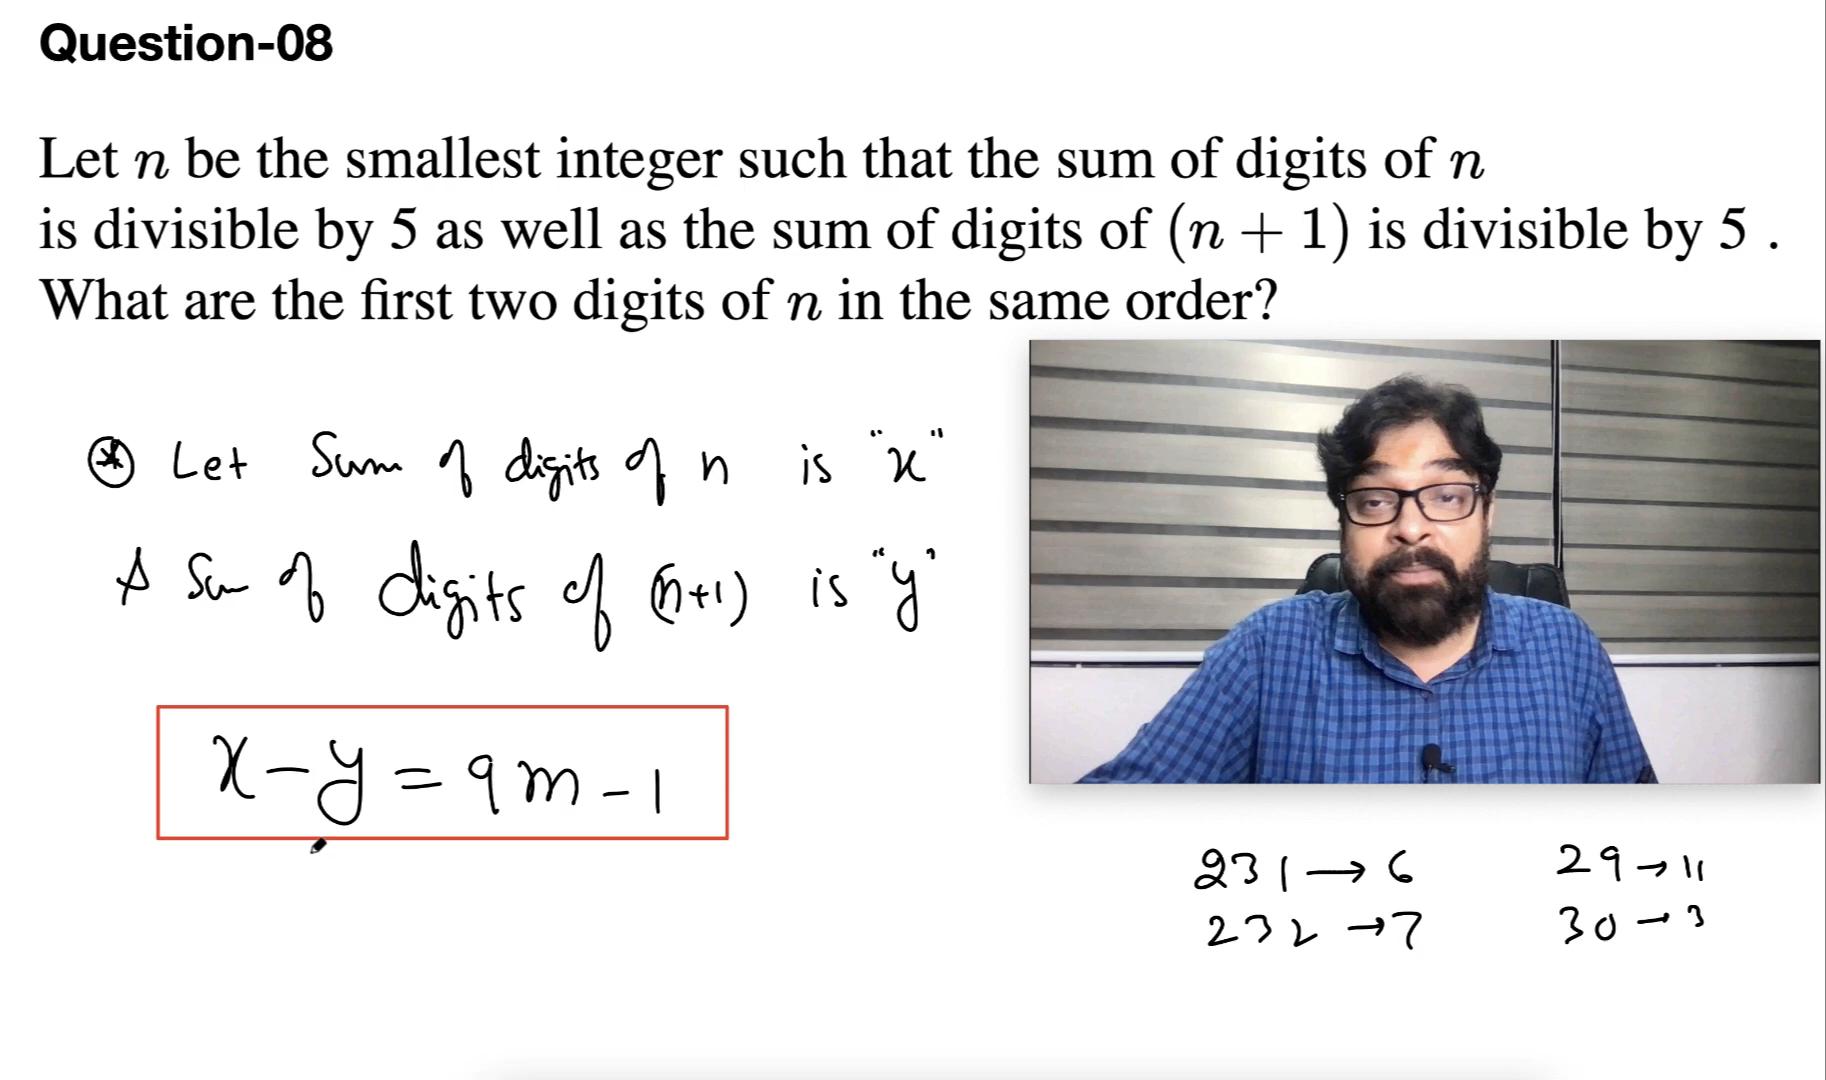 Question-08
Let n be the smallest integer such that the sum of digits of n
is divisible by 5 as well as the sum of digits of (n + 1) is divisible by 5 .
What are the first two digits of n in the same order?
⊛ Let Sum of digits of n is "x"
& Sum of digits of (n+1) is "y"
x - y = 9m - 1
231 → 6
232 → 7
29 → 11
30 → 3